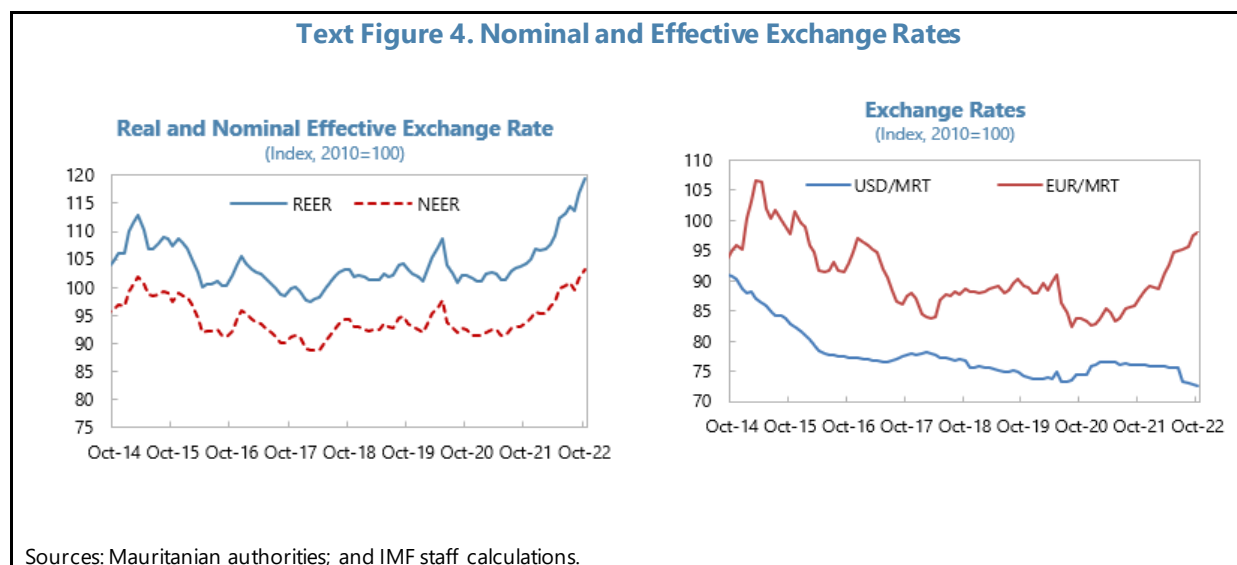 Text Figure 4. Nominal and Effective Exchange Rates
Real and Nominal Effective Exchange Rate
(Index, 2010=100)
120
115
110
105
100
95
90
85
80
75
REER
NEER
Oct-14 Oct-15 Oct-16 Oct-17 Oct-18 Oct-19 Oct-20 Oct-21 Oct-22
Exchange Rates
(Index, 2010=100)
110
105
100
95
90
85
80
75
70
USD/MRT
EUR/MRT
Oct-14 Oct-15 Oct-16 Oct-17 Oct-18 Oct-19 Oct-20 Oct-21 Oct-22
Sources: Mauritanian authorities; and IMF staff calculations.